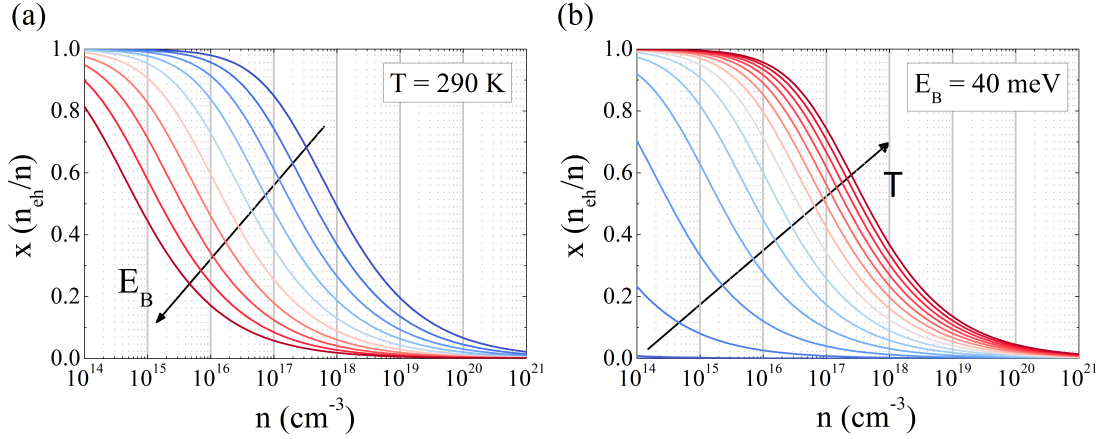 (a)
1.0
0.8
0.6
0.4
0.2
0.0
x (n_eh/n)
T = 290 K
E_B
10^14 10^15 10^16 10^17 10^18 10^19 10^20 10^21
n (cm^-3)
(b)
1.0
0.8
0.6
0.4
0.2
0.0
x (n_eh/n)
E_B = 40 meV
T
10^14 10^15 10^16 10^17 10^18 10^19 10^20 10^21
n (cm^-3)